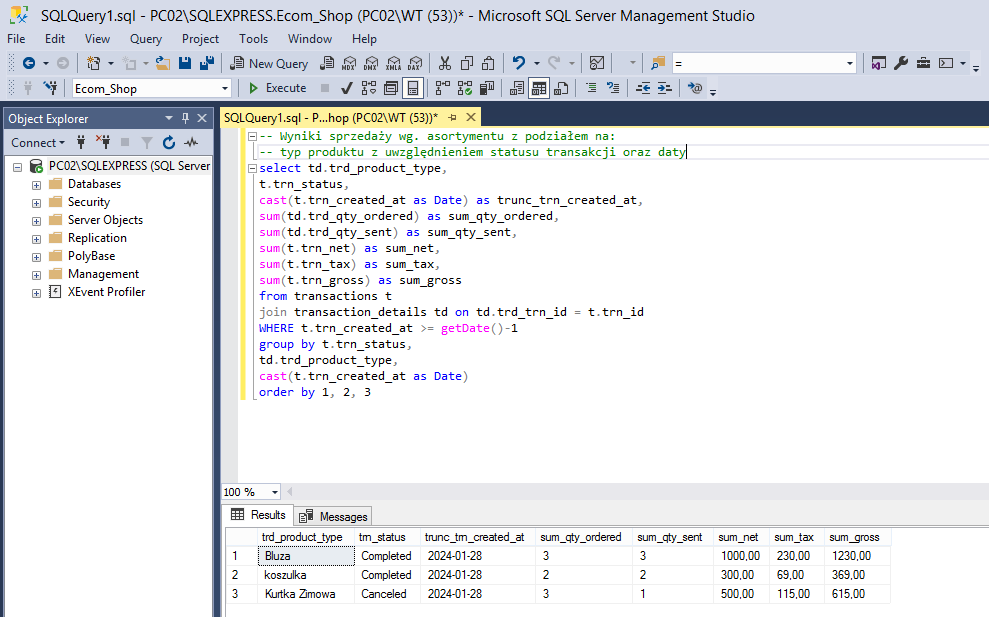 SQLQuery1.sql - PC02\SQLEXPRESS.Ecom_Shop (PC02\WT (53))* - Microsoft SQL Server Management Studio
File Edit View Query Project Tools Window Help
New Query MDX DMX XMLA DAX =
Ecom_Shop Execute
Object Explorer
Connect
PC02\SQLEXPRESS (SQL Server
Databases
Security
Server Objects
Replication
PolyBase
Management
XEvent Profiler
SQLQuery1.sql - P...hop (PC02\WT (53))*
-- Wyniki sprzedaży wg. asortymentu z podziałem na:
-- typ produktu z uwzględnieniem statusu transakcji oraz daty
select td.trd_product_type,
t.trn_status,
cast(t.trn_created_at as Date) as trunc_trn_created_at,
sum(td.trd_qty_ordered) as sum_qty_ordered,
sum(td.trd_qty_sent) as sum_qty_sent,
sum(t.trn_net) as sum_net,
sum(t.trn_tax) as sum_tax,
sum(t.trn_gross) as sum_gross
from transactions t
join transaction_details td on td.trd_trn_id = t.trn_id
WHERE t.trn_created_at >= getDate()-1
group by t.trn_status,
td.trd_product_type,
cast(t.trn_created_at as Date)
order by 1, 2, 3
100 %
Results Messages
trd_product_type trn_status trunc_trn_created_at sum_qty_ordered sum_qty_sent sum_net sum_tax sum_gross
1 Bluza Completed 2024-01-28 3 3 1000,00 230,00 1230,00
2 koszulka Completed 2024-01-28 2 2 300,00 69,00 369,00
3 Kurtka Zimowa Canceled 2024-01-28 3 1 500,00 115,00 615,00